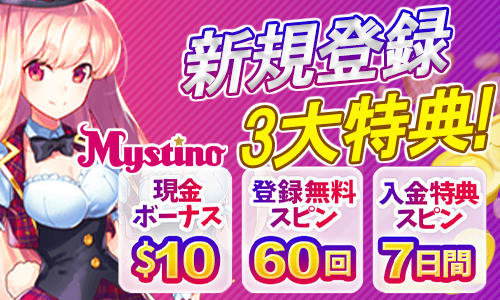 新規登録
3大特典!
Mystino
現金
ボーナス
$10
登録無料
スピン
60回
入金特典
スピン
7日間